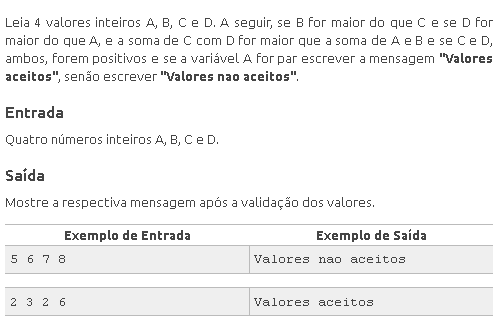 Leia 4 valores inteiros A, B, C e D. A seguir, se B for maior do que C e se D for
maior do que A, e a soma de C com D for maior que a soma de A e B e se C e D,
ambos, forem positivos e se a variável A for par escrever a mensagem "Valores
aceitos", senão escrever "Valores nao aceitos".
Entrada
Quatro números inteiros A, B, C e D.
Saída
Mostre a respectiva mensagem após a validação dos valores.
Exemplo de Entrada Exemplo de Saída
5 6 7 8 Valores nao aceitos
2 3 2 6 Valores aceitos